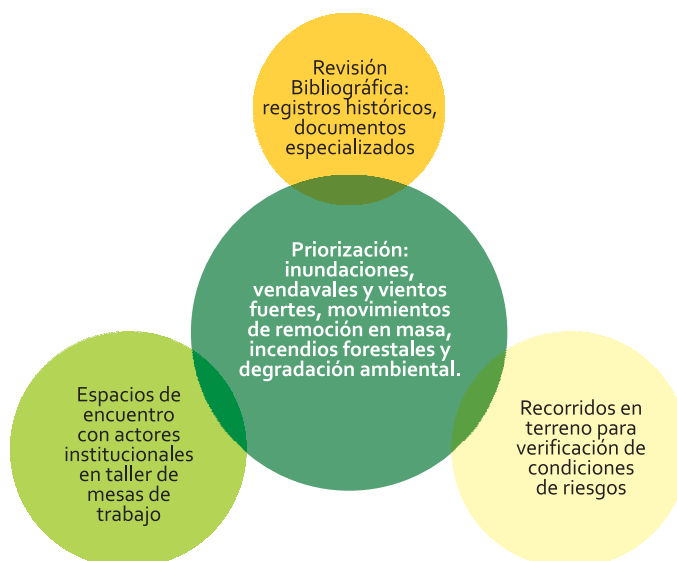 Revisión
Bibliográfica:
registros históricos,
documentos
especializados
Priorización:
inundaciones,
vendavales y vientos
fuertes, movimientos
de remoción en masa,
incendios forestales y
degradación ambiental.
Espacios de
encuentro
con actores
institucionales
en taller de
mesas de
trabajo
Recorridos en
terreno para
verificación de
condiciones
de riesgos